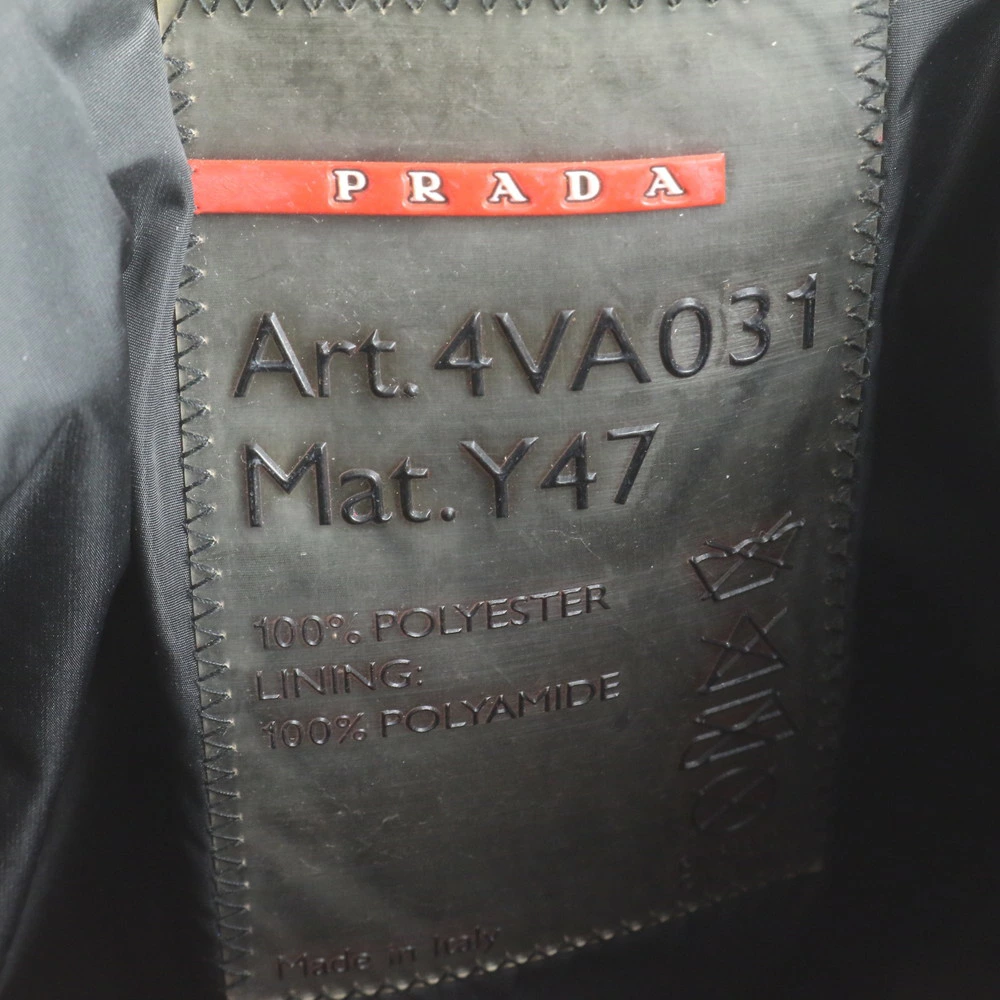 PRADA
Art. 4VA031
Mat. Y47
100% POLYESTER
LINING:
100% POLYAMIDE
Made in Italy